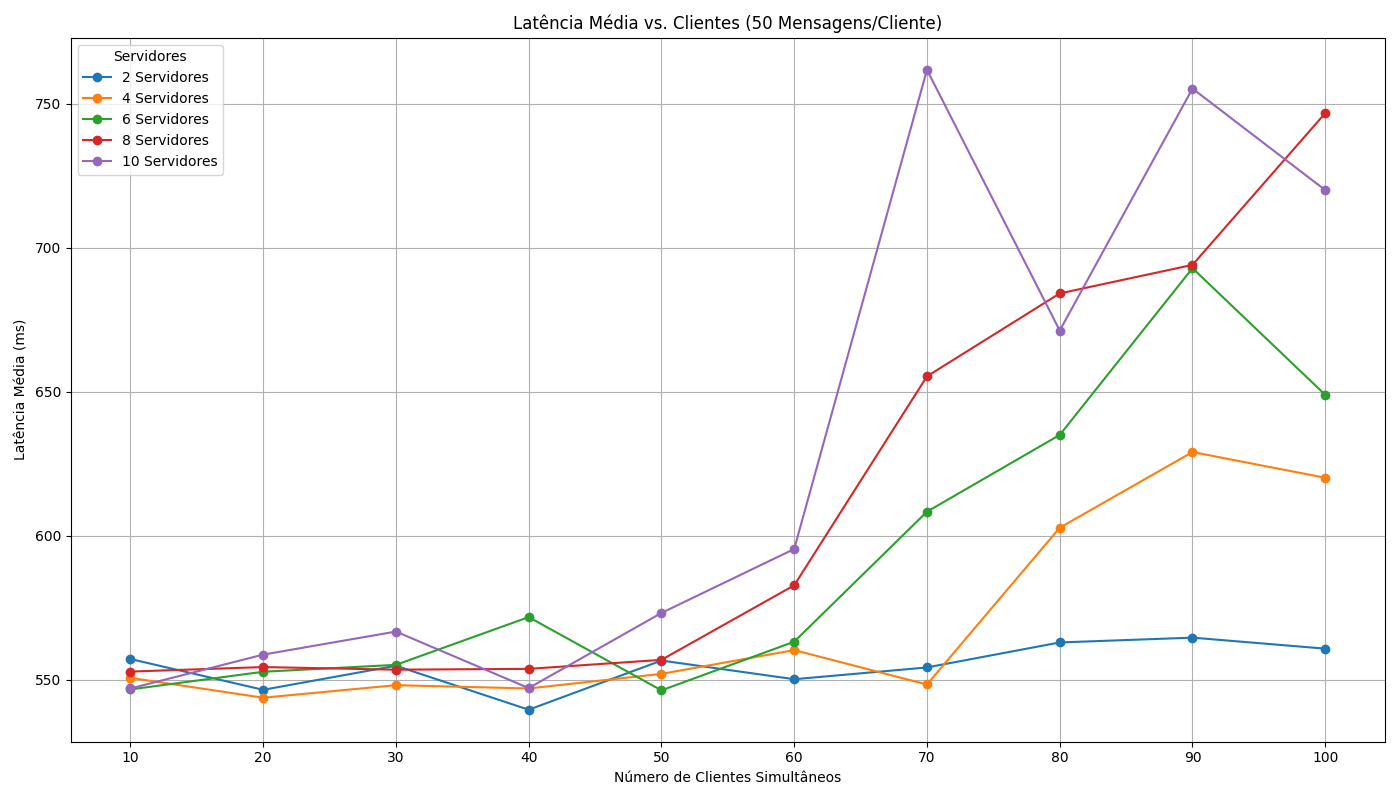 Latência Média vs. Clientes (50 Mensagens/Cliente)
Servidores
2 Servidores
4 Servidores
6 Servidores
8 Servidores
10 Servidores
Latência Média (ms)
750
700
650
600
550
10 20 30 40 50 60 70 80 90 100
Número de Clientes Simultâneos